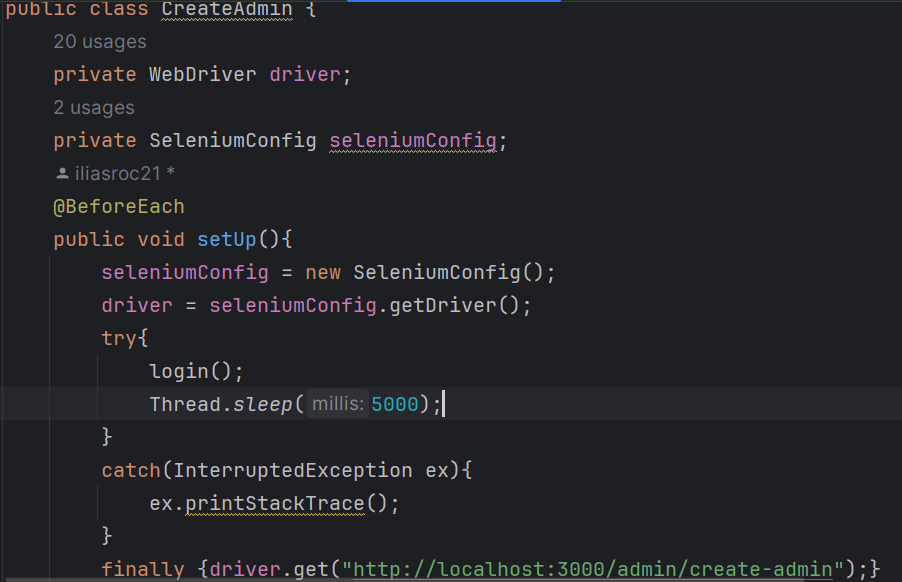 public class CreateAdmin {
20 usages
private WebDriver driver;
2 usages
private SeleniumConfig seleniumConfig;
iliasroc21 *
@BeforeEach
public void setUp(){
seleniumConfig = new SeleniumConfig();
driver = seleniumConfig.getDriver();
try{
login();
Thread.sleep( millis: 5000);
}
catch(InterruptedException ex){
ex.printStackTrace();
}
finally {driver.get("http://localhost:3000/admin/create-admin");}